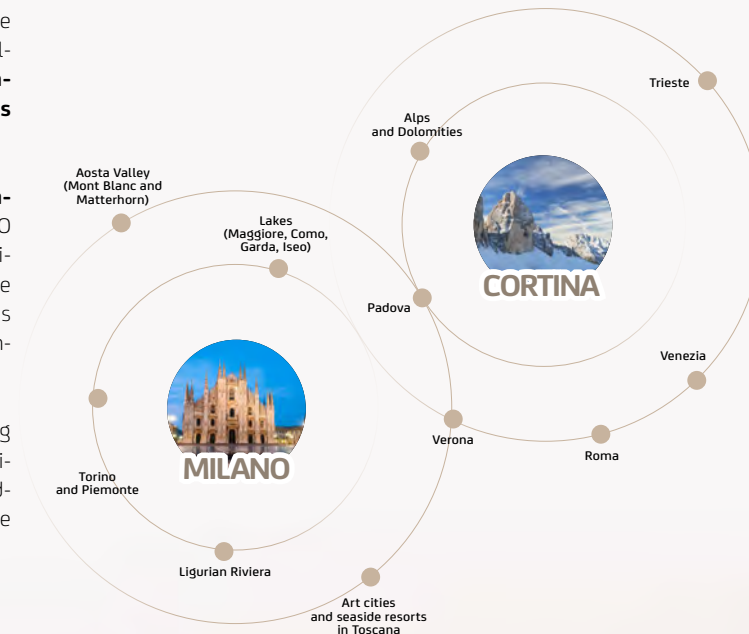 e
l-
n-
s
n-
O
i-
e
s
n-
g
i-
d-
e
Trieste
Alps
and Dolomities
Aosta Valley
(Mont Blanc and
Matterhorn)
Lakes
(Maggiore, Como,
Garda, Iseo)
CORTINA
Padova
Venezia
Verona
Roma
MILANO
Torino
and Piemonte
Ligurian Riviera
Art cities
and seaside resorts
in Toscana